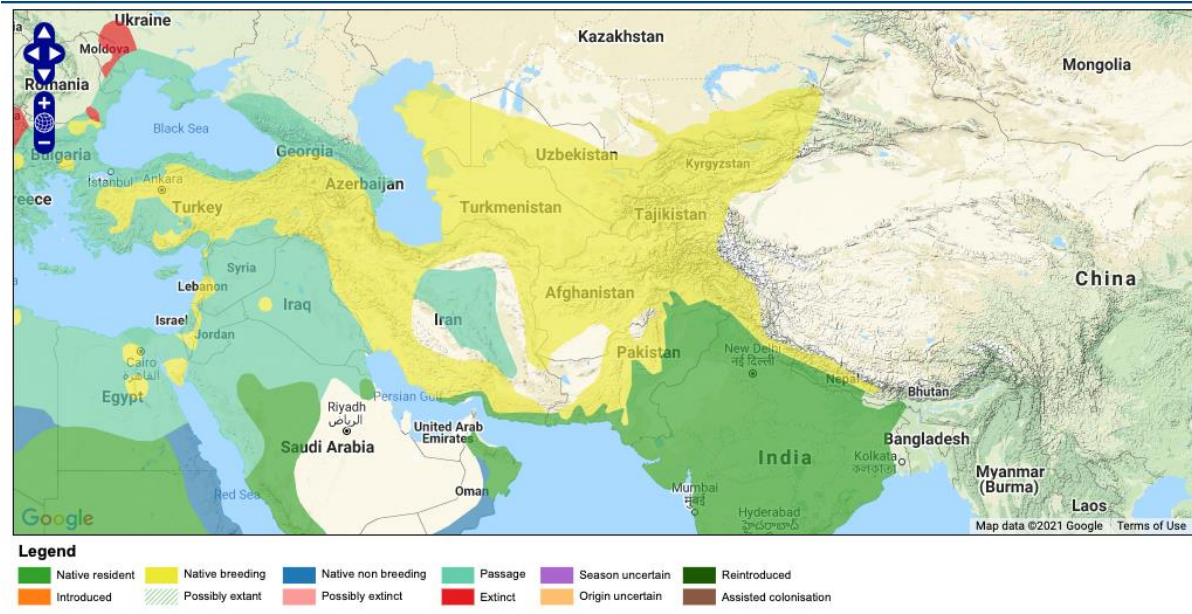 Ukraine
Kazakhstan
Moldova
Mongolia
Romania
Black Sea
Georgia
Uzbekistan
Kyrgyzstan
Bulgaria
Istanbul
Ankara
Azerbaijan
reece
Turkey
Turkmenistan
Tajikistan
Syria
China
Lebanon
Afghanistan
Iraq
Iran
Israel
Jordan
Pakistan
New Delhi
नई दिल्ली
Cairo
القاهرة
Nepal
Bhutan
Egypt
Persian Gulf
Riyadh
الرياض
United Arab
Emirates
Bangladesh
Saudi Arabia
India
Kolkata
কলকাতা
Myanmar
(Burma)
Oman
Mumbai
मुंबई
Red Sea
Laos
Hyderabad
హైదరాబాద్
Google
Map data ©2021 Google Terms of Use
Legend
Native resident Native breeding Native non breeding Passage Season uncertain Reintroduced
Introduced Possibly extant Possibly extinct Extinct Origin uncertain Assisted colonisation